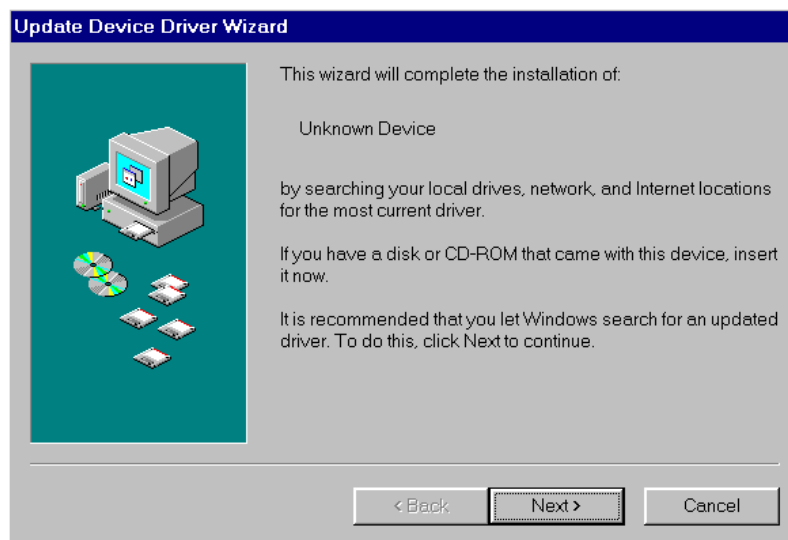 Update Device Driver Wizard
This wizard will complete the installation of:
Unknown Device
by searching your local drives, network, and Internet locations
for the most current driver.
If you have a disk or CD-ROM that came with this device, insert
it now.
It is recommended that you let Windows search for an updated
driver. To do this, click Next to continue.
< Back
Next >
Cancel